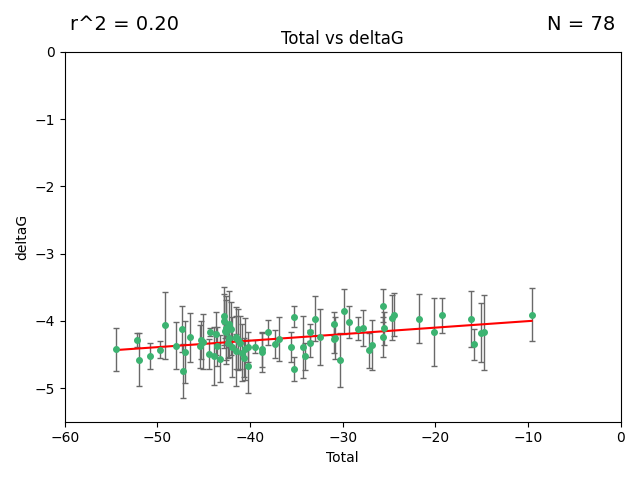 r^2 = 0.20
N = 78
Total vs deltaG
0
−1
−2
−3
−4
−5
deltaG
−60 −50 −40 −30 −20 −10 0
Total